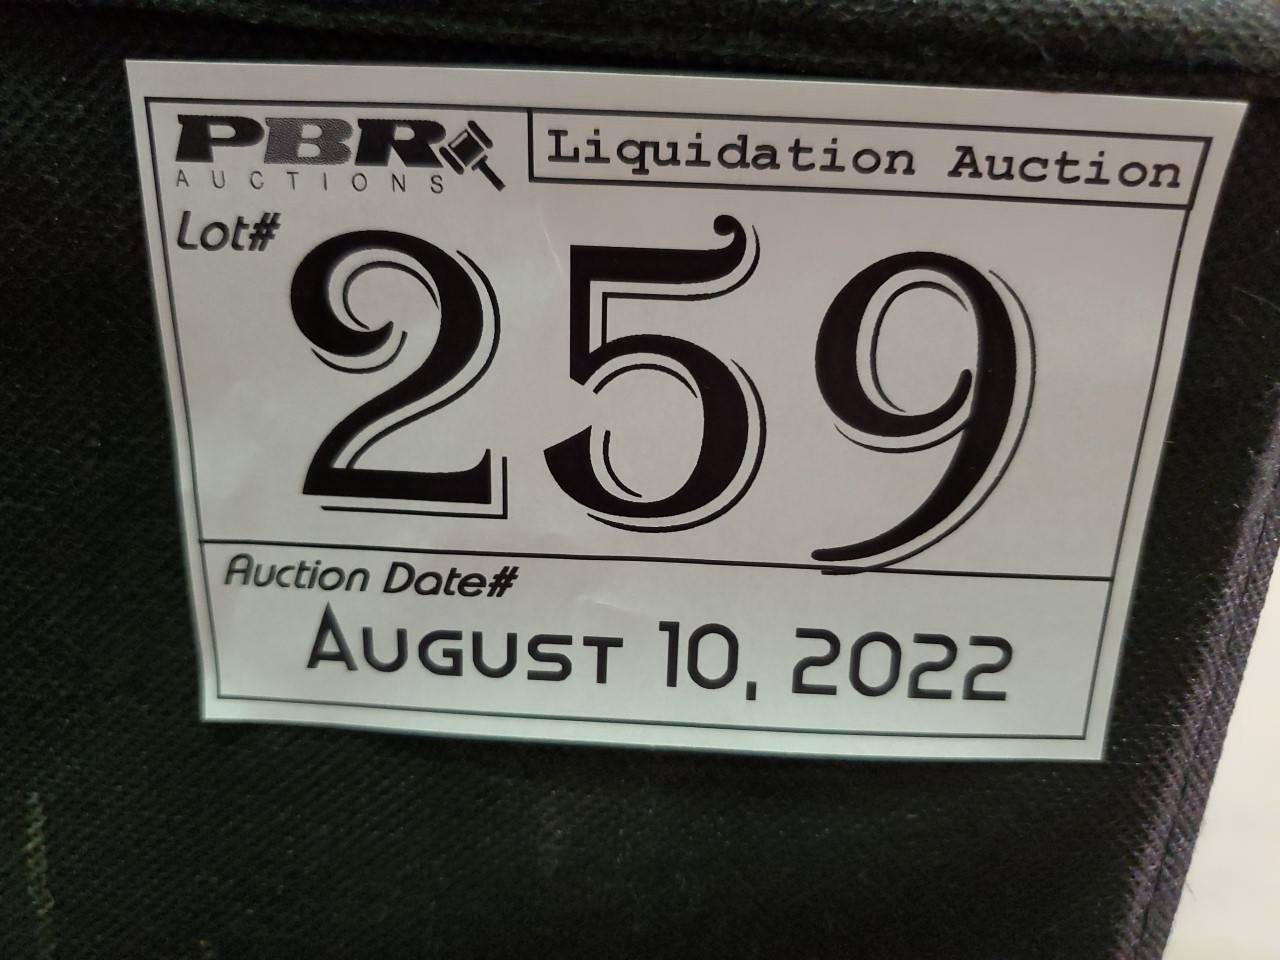 PBR
AUCTIONS
Liquidation Auction
Lot#
259
Auction Date#
August 10, 2022